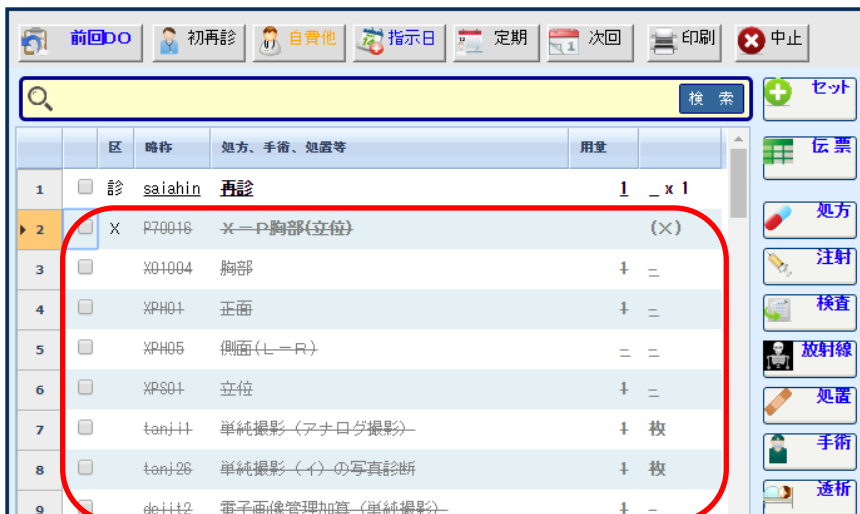 前回DO 初再診 自費他 指示日 定期 次回 印刷 中止
検 索
セット
伝票
処方
注射
検査
放射線
処置
手術
透析
区 略称 処方、手術、処置等 用量
1 診 saiahin 再診 1 _ x 1
2 X P70016 X－P胸部(立位) (×)
3 X01004 胸部 1 _
4 XPH01 正面 1 _
5 XPH05 側面(L－R) _ _
6 XPS01 立位 1 _
7 tanji1 単純撮影（アナログ撮影） 1 枚
8 tanj26 単純撮影（イ）の写真診断 1 枚
9 dejit2 電子画像管理加算（単純撮影） 1 _